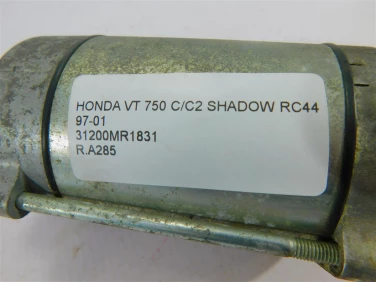 HONDA VT 750 C/C2 SHADOW RC44
97-01
31200MR1831
R.A285